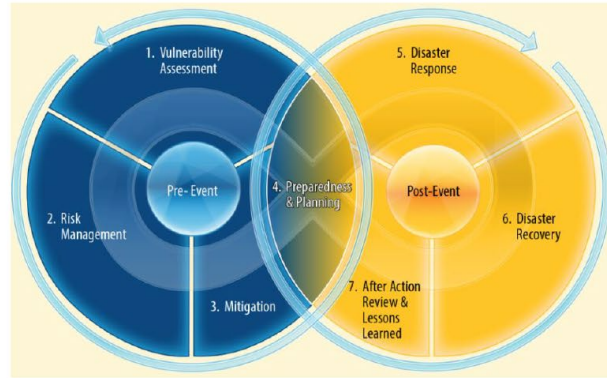 1. Vulnerability
Assessment
5. Disaster
Response
Pre-Event
4. Preparedness
& Planning
Post-Event
2. Risk
Management
6. Disaster
Recovery
3. Mitigation
7. After Action
Review &
Lessons
Learned